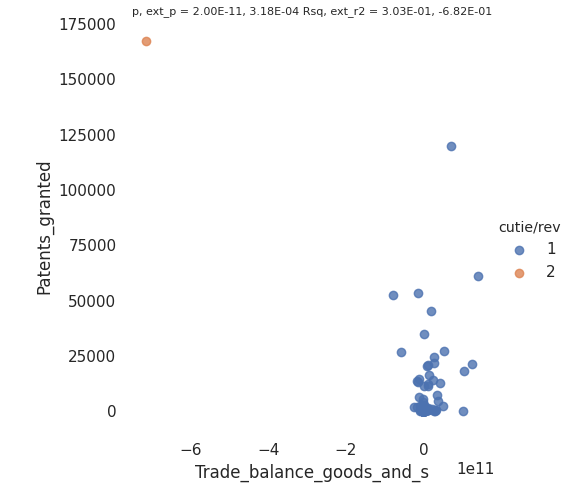 p, ext_p = 2.00E-11, 3.18E-04 Rsq, ext_r2 = 3.03E-01, -6.82E-01
175000
150000
125000
100000
75000
50000
25000
0
Patents_granted
−6
−4
−2
0
1e11
Trade_balance_goods_and_s
cutie/rev
1
2